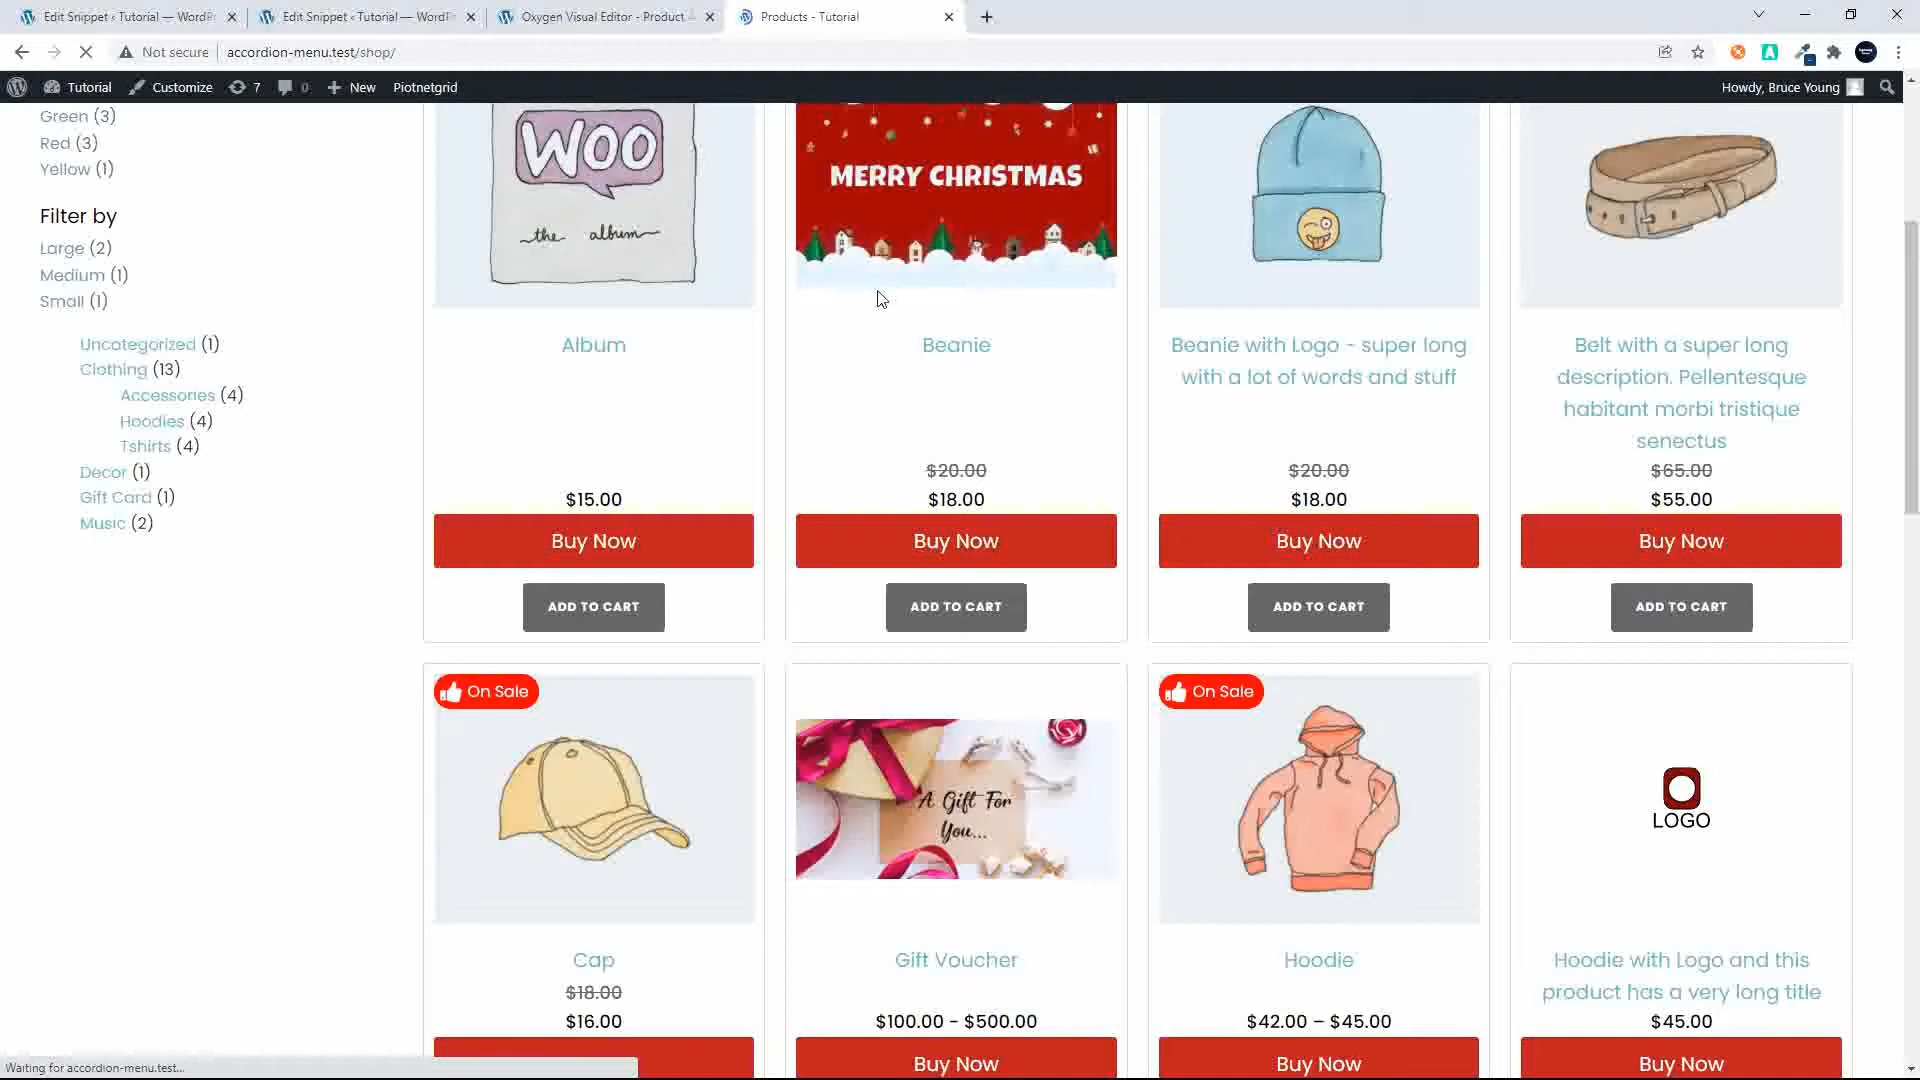 Edit Snippet ‹ Tutorial — WordPr
Edit Snippet ‹ Tutorial — WordPr
Oxygen Visual Editor - Product
Products - Tutorial
Not secure
accordion-menu.test/shop/
Tutorial
Customize
7
0
New
Piotnetgrid
Howdy, Bruce Young
Green (3)
Red (3)
Yellow (1)
Filter by
Large (2)
Medium (1)
Small (1)
Uncategorized (1)
Clothing (13)
Accessories (4)
Hoodies (4)
Tshirts (4)
Decor (1)
Gift Card (1)
Music (2)
WOO
the album
MERRY CHRISTMAS
Album
Beanie
Beanie with Logo - super long
with a lot of words and stuff
Belt with a super long
description. Pellentesque
habitant morbi tristique
senectus
$20.00
$20.00
$65.00
$15.00
$18.00
$18.00
$55.00
Buy Now
Buy Now
Buy Now
Buy Now
ADD TO CART
ADD TO CART
ADD TO CART
ADD TO CART
On Sale
On Sale
A Gift For
You...
LOGO
Cap
Gift Voucher
Hoodie
Hoodie with Logo and this
product has a very long title
$18.00
$16.00
$100.00 - $500.00
$42.00 – $45.00
$45.00
Buy Now
Buy Now
Buy Now
Waiting for accordion-menu.test...